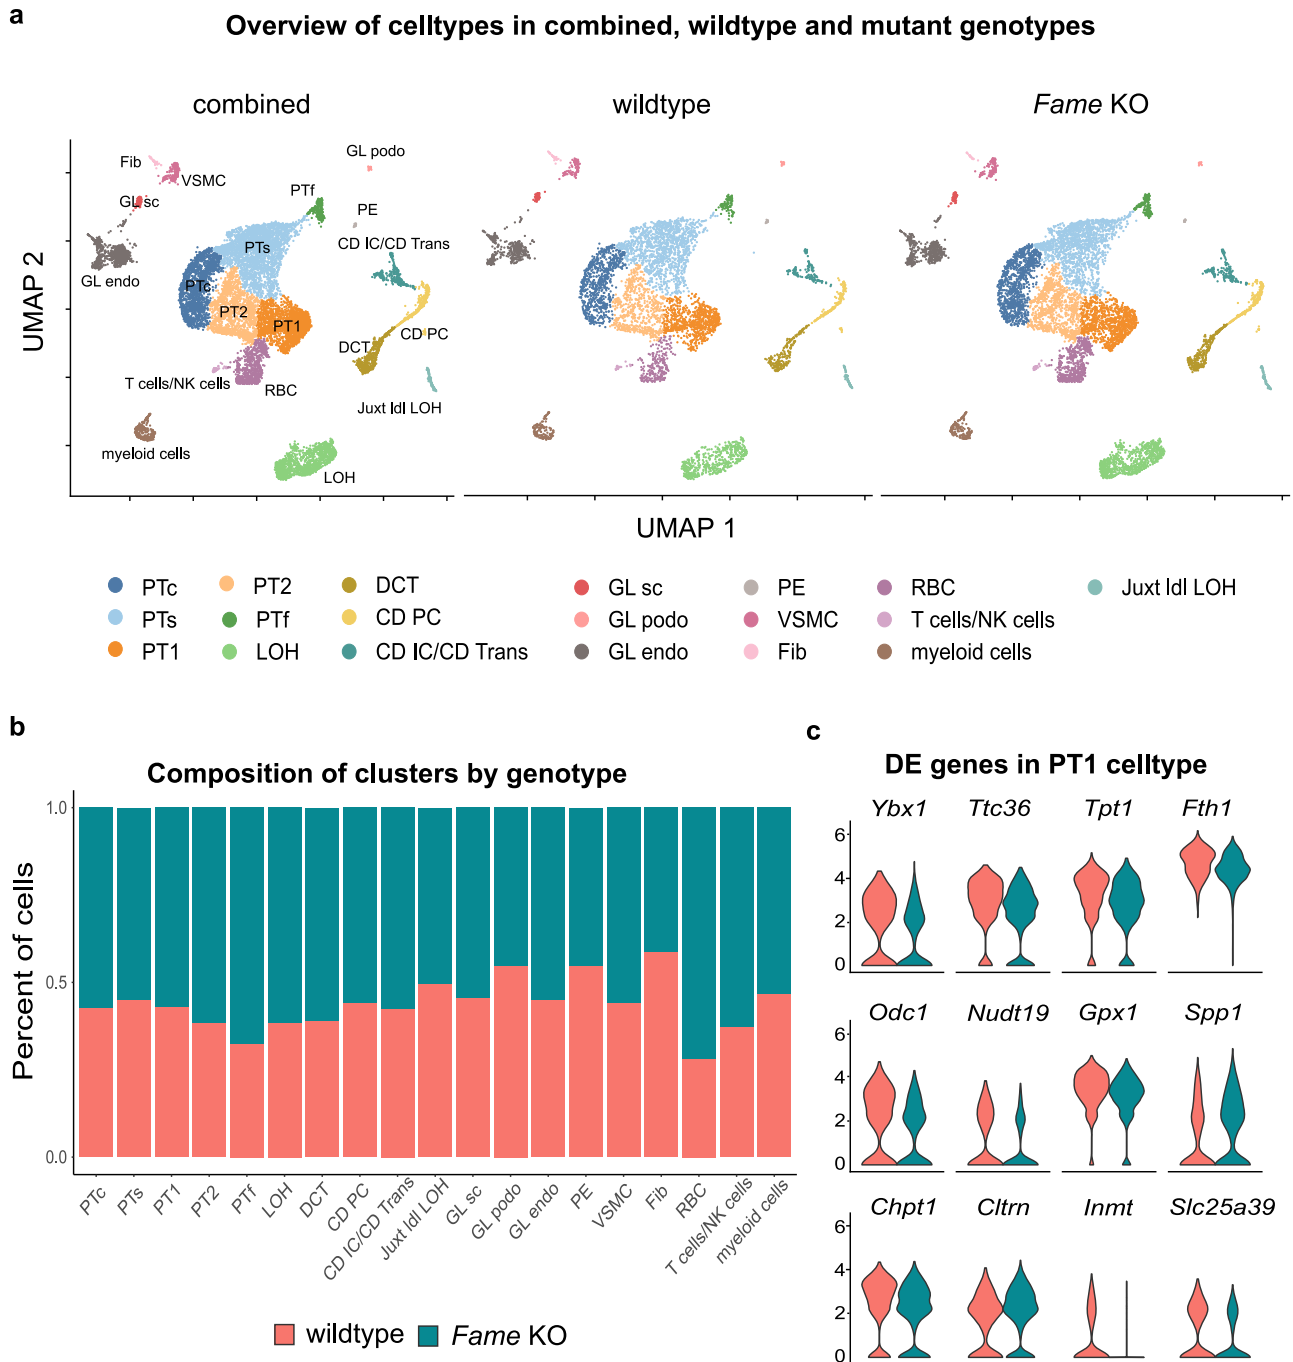 a
Overview of celltypes in combined, wildtype and mutant genotypes
combined
wildtype
Fame KO
UMAP 2
Fib
VSMC
GL sc
GL endo
PTf
PTs
PTc
PT2
PT1
GL podo
PE
CD IC/CD Trans
CD PC
DCT
T cells/NK cells
RBC
Juxt Idl LOH
myeloid cells
LOH
UMAP 1
PTc
PTs
PT1
PT2
PTf
LOH
DCT
CD PC
CD IC/CD Trans
GL sc
GL podo
GL endo
PE
VSMC
Fib
RBC
T cells/NK cells
myeloid cells
Juxt Idl LOH
b
Composition of clusters by genotype
Percent of cells
1.0
0.5
0.0
PTc
PTs
PT1
PT2
PTf
LOH
DCT
CD PC
CD IC/CD Trans
Juxt Idl LOH
GL sc
GL podo
GL endo
PE
VSMC
Fib
RBC
T cells/NK cells
myeloid cells
wildtype
Fame KO
c
DE genes in PT1 celltype
Ybx1 Ttc36 Tpt1 Fth1
6
4
2
0
Odc1 Nudt19 Gpx1 Spp1
6
4
2
0
Chpt1 Cltrn Inmt Slc25a39
6
4
2
0